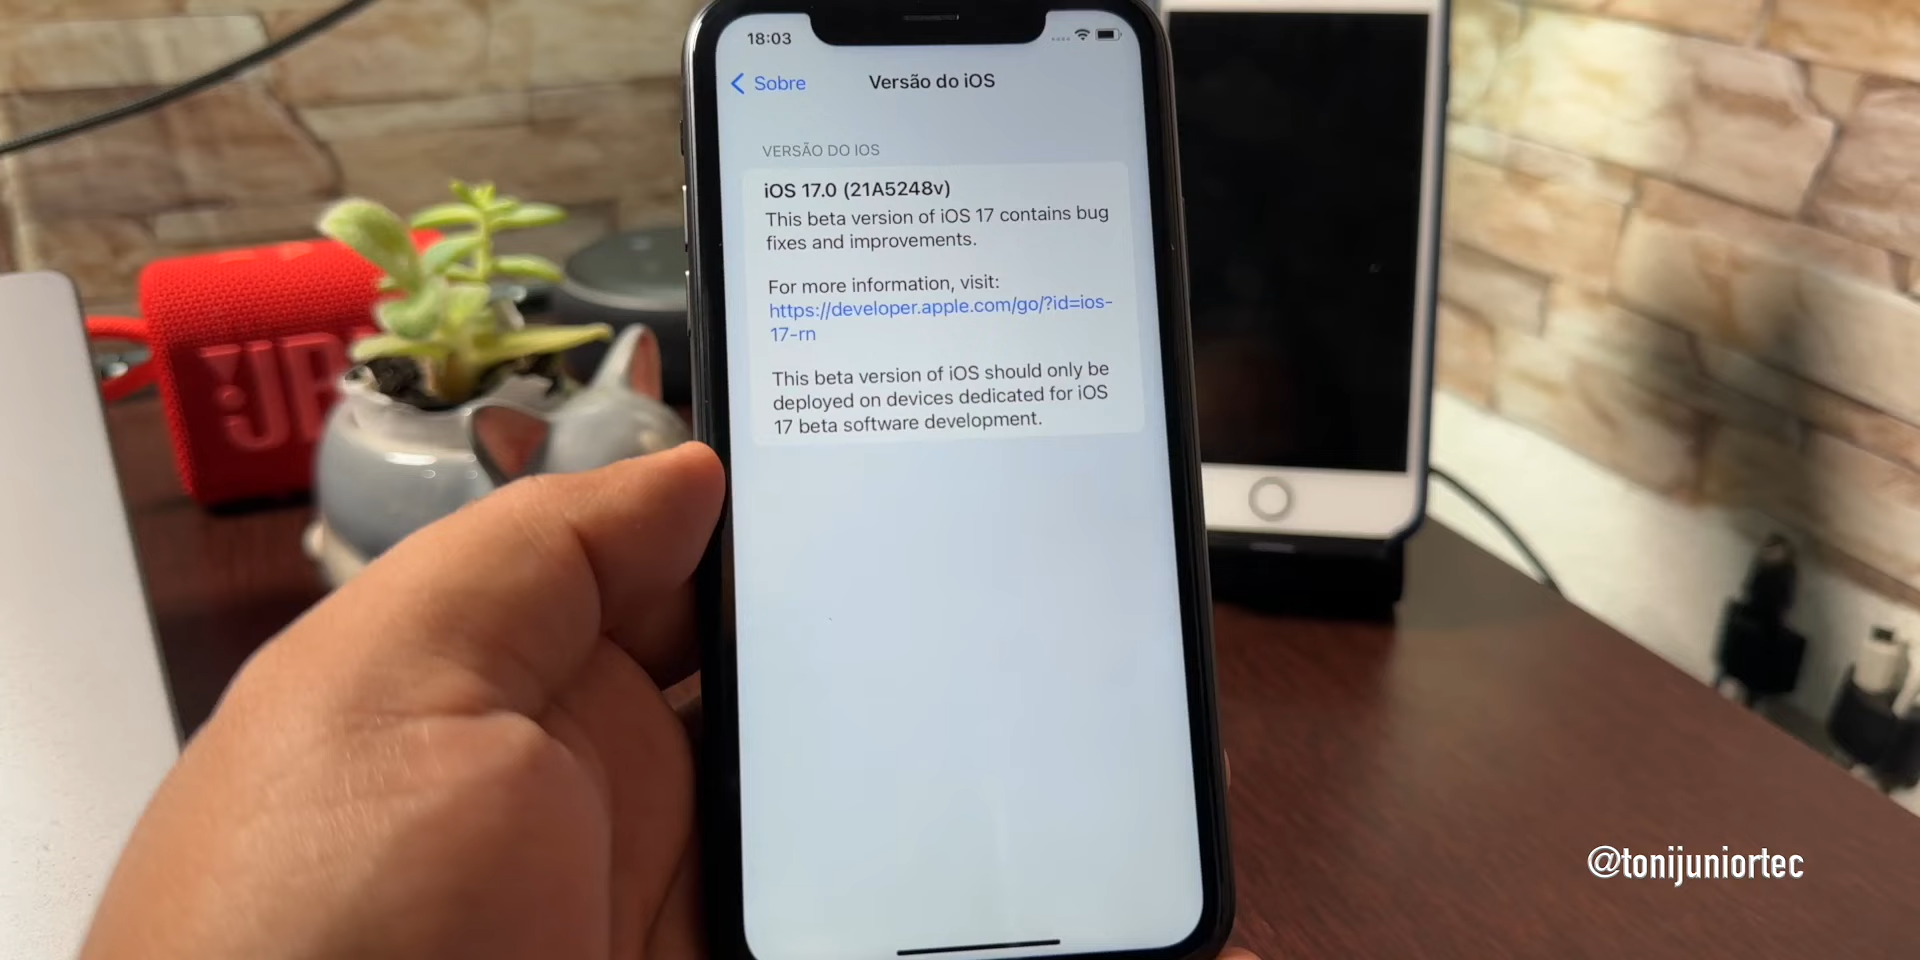 18:03
Sobre
Versão do iOS
VERSÃO DO IOS
iOS 17.0 (21A5248v)
This beta version of iOS 17 contains bug
fixes and improvements.
For more information, visit:
https://developer.apple.com/go/?id=ios-
17-rn
This beta version of iOS should only be
deployed on devices dedicated for iOS
17 beta software development.
JB
@tonijuniortec